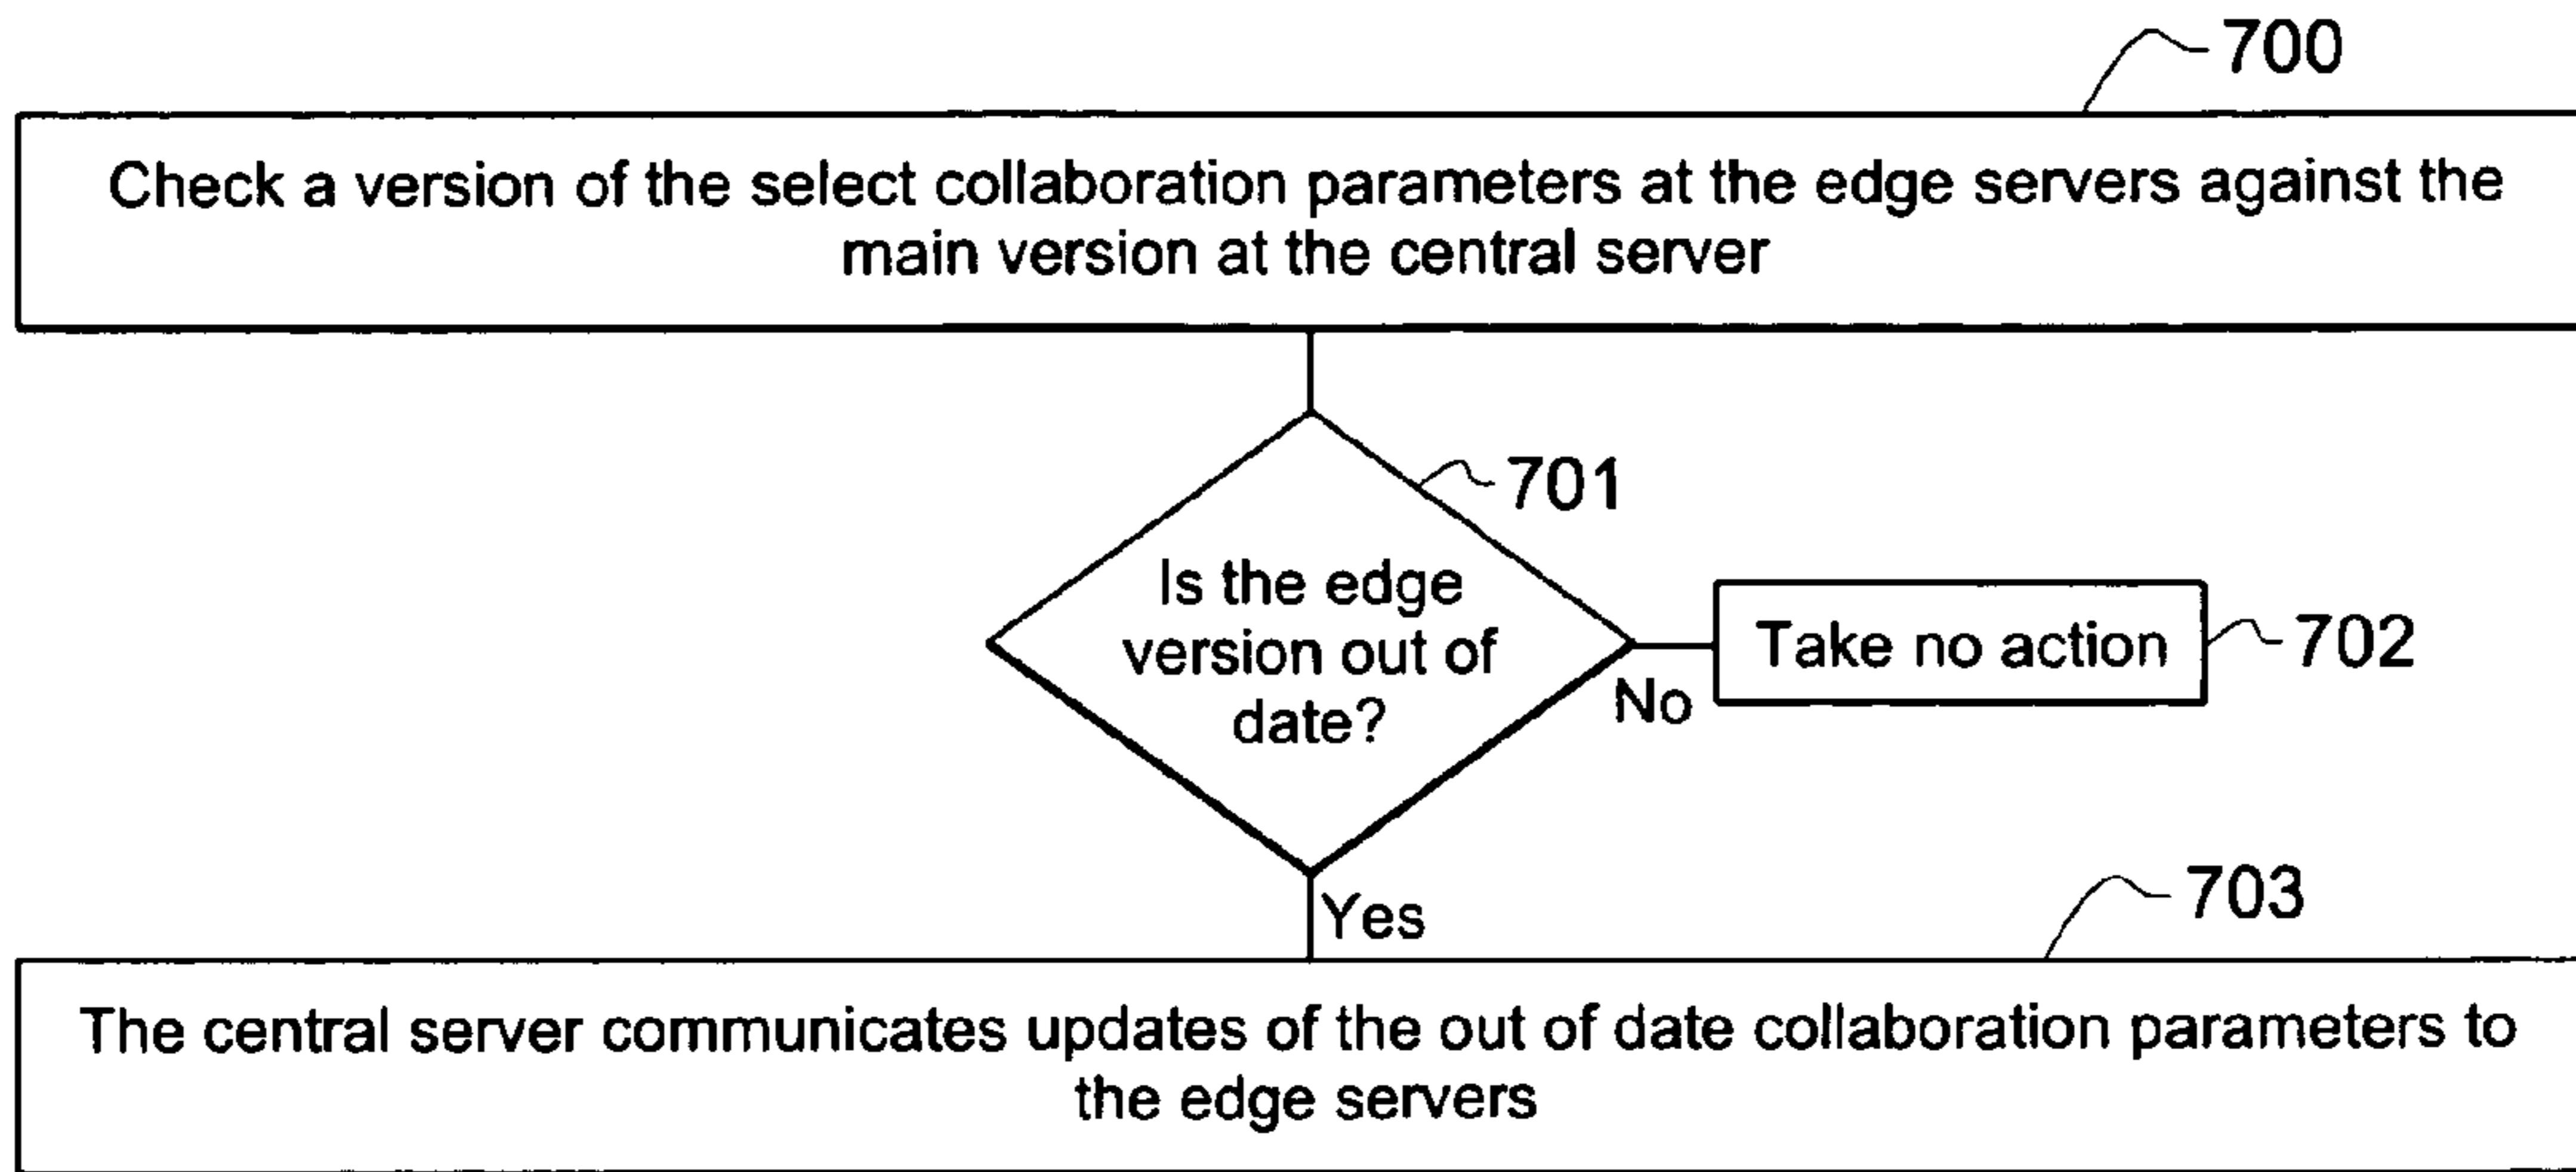 700
Check a version of the select collaboration parameters at the edge servers against the
main version at the central server
701
Is the edge
version out of
date?
Take no action
702
No
703
Yes
The central server communicates updates of the out of date collaboration parameters to
the edge servers